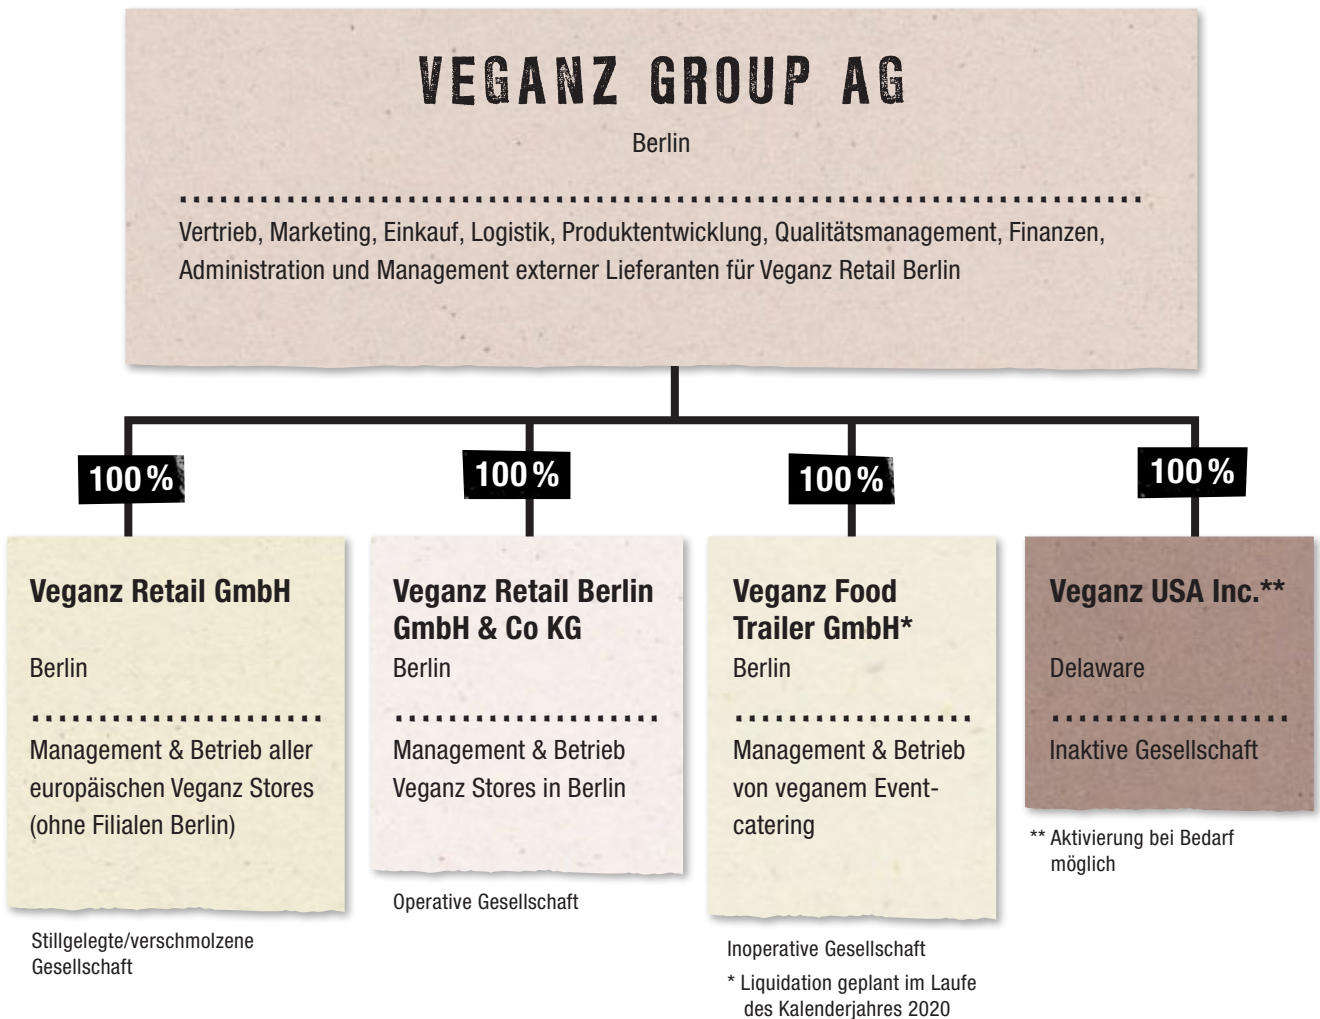 VEGANZ GROUP AG
Berlin
Vertrieb, Marketing, Einkauf, Logistik, Produktentwicklung, Qualitätsmanagement, Finanzen,
Administration und Management externer Lieferanten für Veganz Retail Berlin
100 %
100 %
100 %
100 %
Veganz Retail GmbH
Berlin
Management & Betrieb aller
europäischen Veganz Stores
(ohne Filialen Berlin)
Stillgelegte/verschmolzene
Gesellschaft
Veganz Retail Berlin
GmbH & Co KG
Berlin
Management & Betrieb
Veganz Stores in Berlin
Operative Gesellschaft
Veganz Food
Trailer GmbH*
Berlin
Management & Betrieb
von veganem Event-
catering
Inoperative Gesellschaft
* Liquidation geplant im Laufe
des Kalenderjahres 2020
Veganz USA Inc.**
Delaware
Inaktive Gesellschaft
** Aktivierung bei Bedarf
möglich